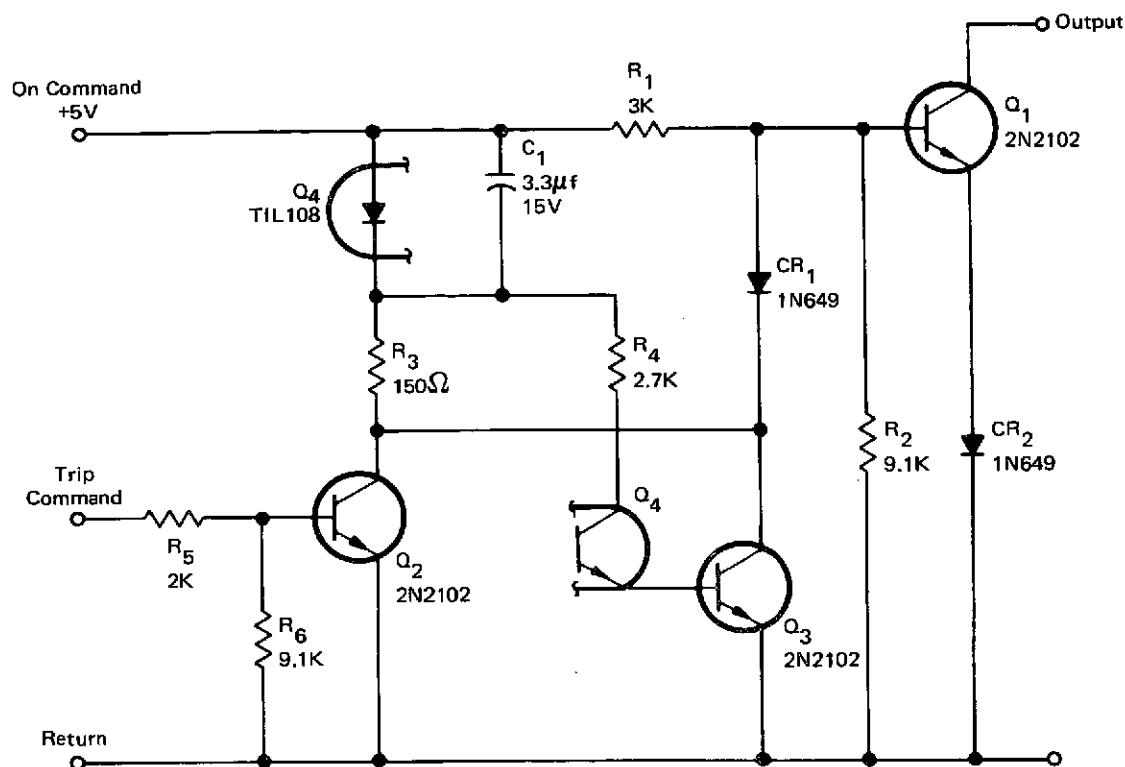 Output
On Command
+5V
R1
3K
Q1
2N2102
C1
3.3μf
15V
Q4
TIL108
CR1
1N649
R3
150Ω
R4
2.7K
R2
9.1K
CR2
1N649
Trip
Command
R5
2K
Q2
2N2102
Q4
R6
9.1K
Q3
2N2102
Return